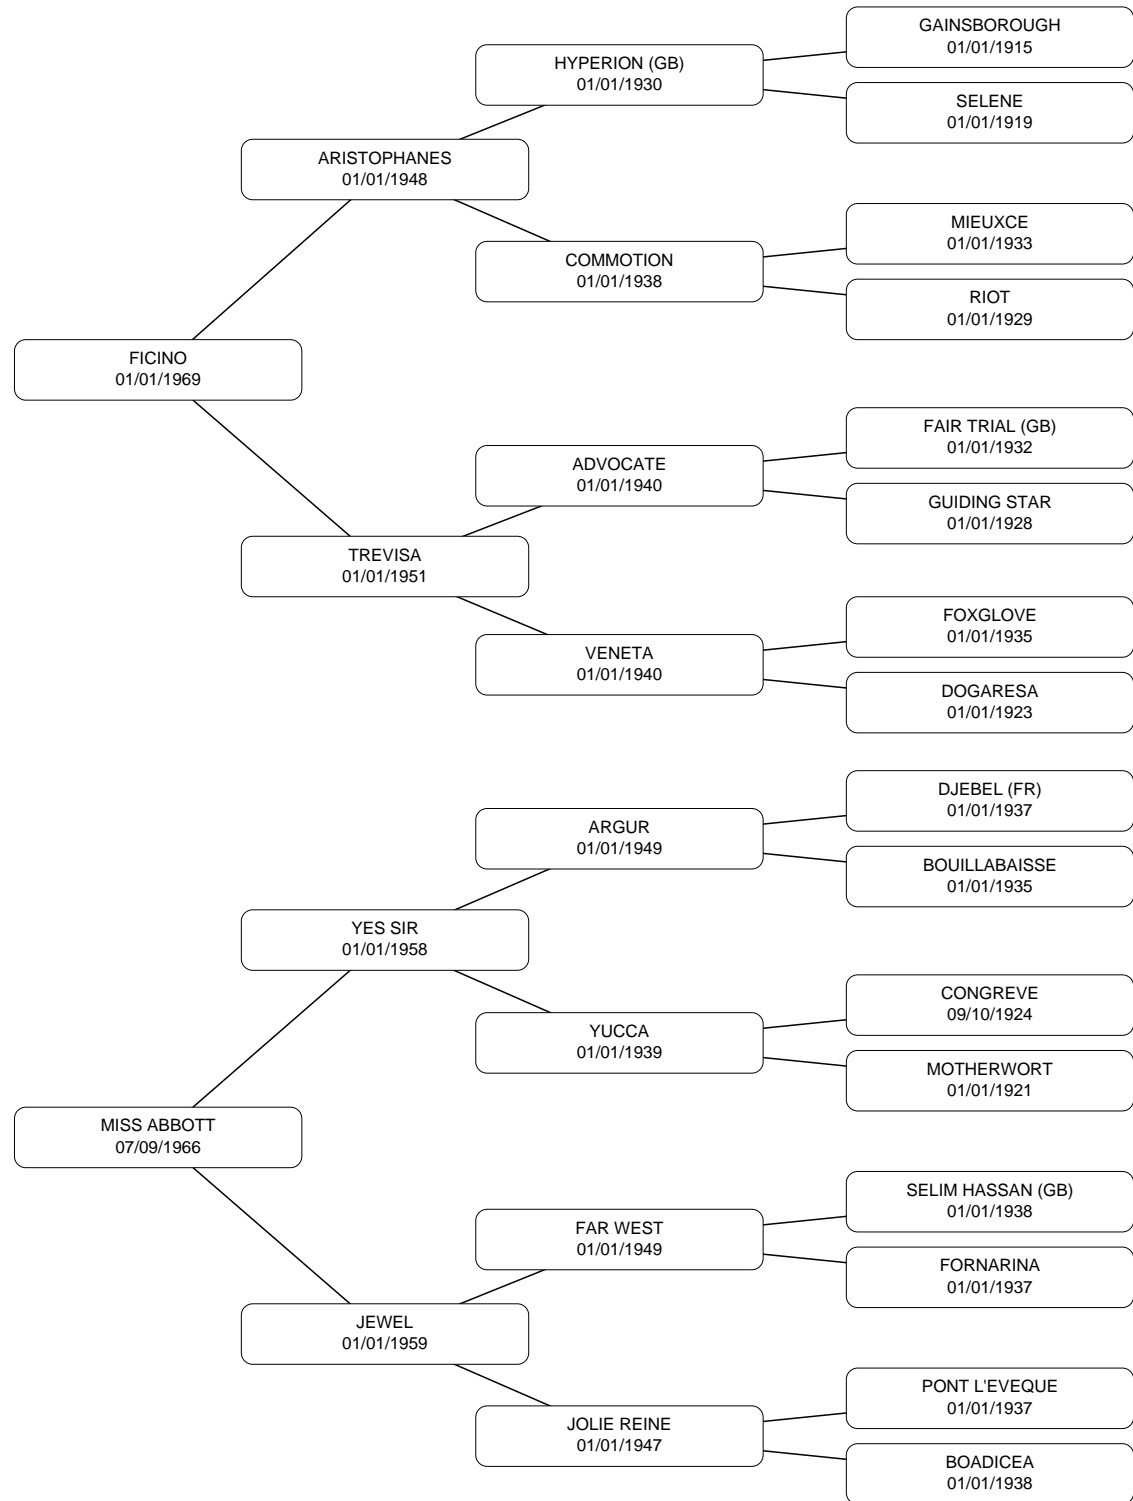 GAINSBOROUGH
01/01/1915
HYPERION (GB)
01/01/1930
SELENE
01/01/1919
ARISTOPHANES
01/01/1948
MIEUXCE
01/01/1933
COMMOTION
01/01/1938
RIOT
01/01/1929
FICINO
01/01/1969
FAIR TRIAL (GB)
01/01/1932
ADVOCATE
01/01/1940
GUIDING STAR
01/01/1928
TREVISA
01/01/1951
FOXGLOVE
01/01/1935
VENETA
01/01/1940
DOGARESA
01/01/1923
DJEBEL (FR)
01/01/1937
ARGUR
01/01/1949
BOUILLABAISSE
01/01/1935
YES SIR
01/01/1958
CONGREVE
09/10/1924
YUCCA
01/01/1939
MOTHERWORT
01/01/1921
MISS ABBOTT
07/09/1966
SELIM HASSAN (GB)
01/01/1938
FAR WEST
01/01/1949
FORNARINA
01/01/1937
JEWEL
01/01/1959
PONT L'EVEQUE
01/01/1937
JOLIE REINE
01/01/1947
BOADICEA
01/01/1938